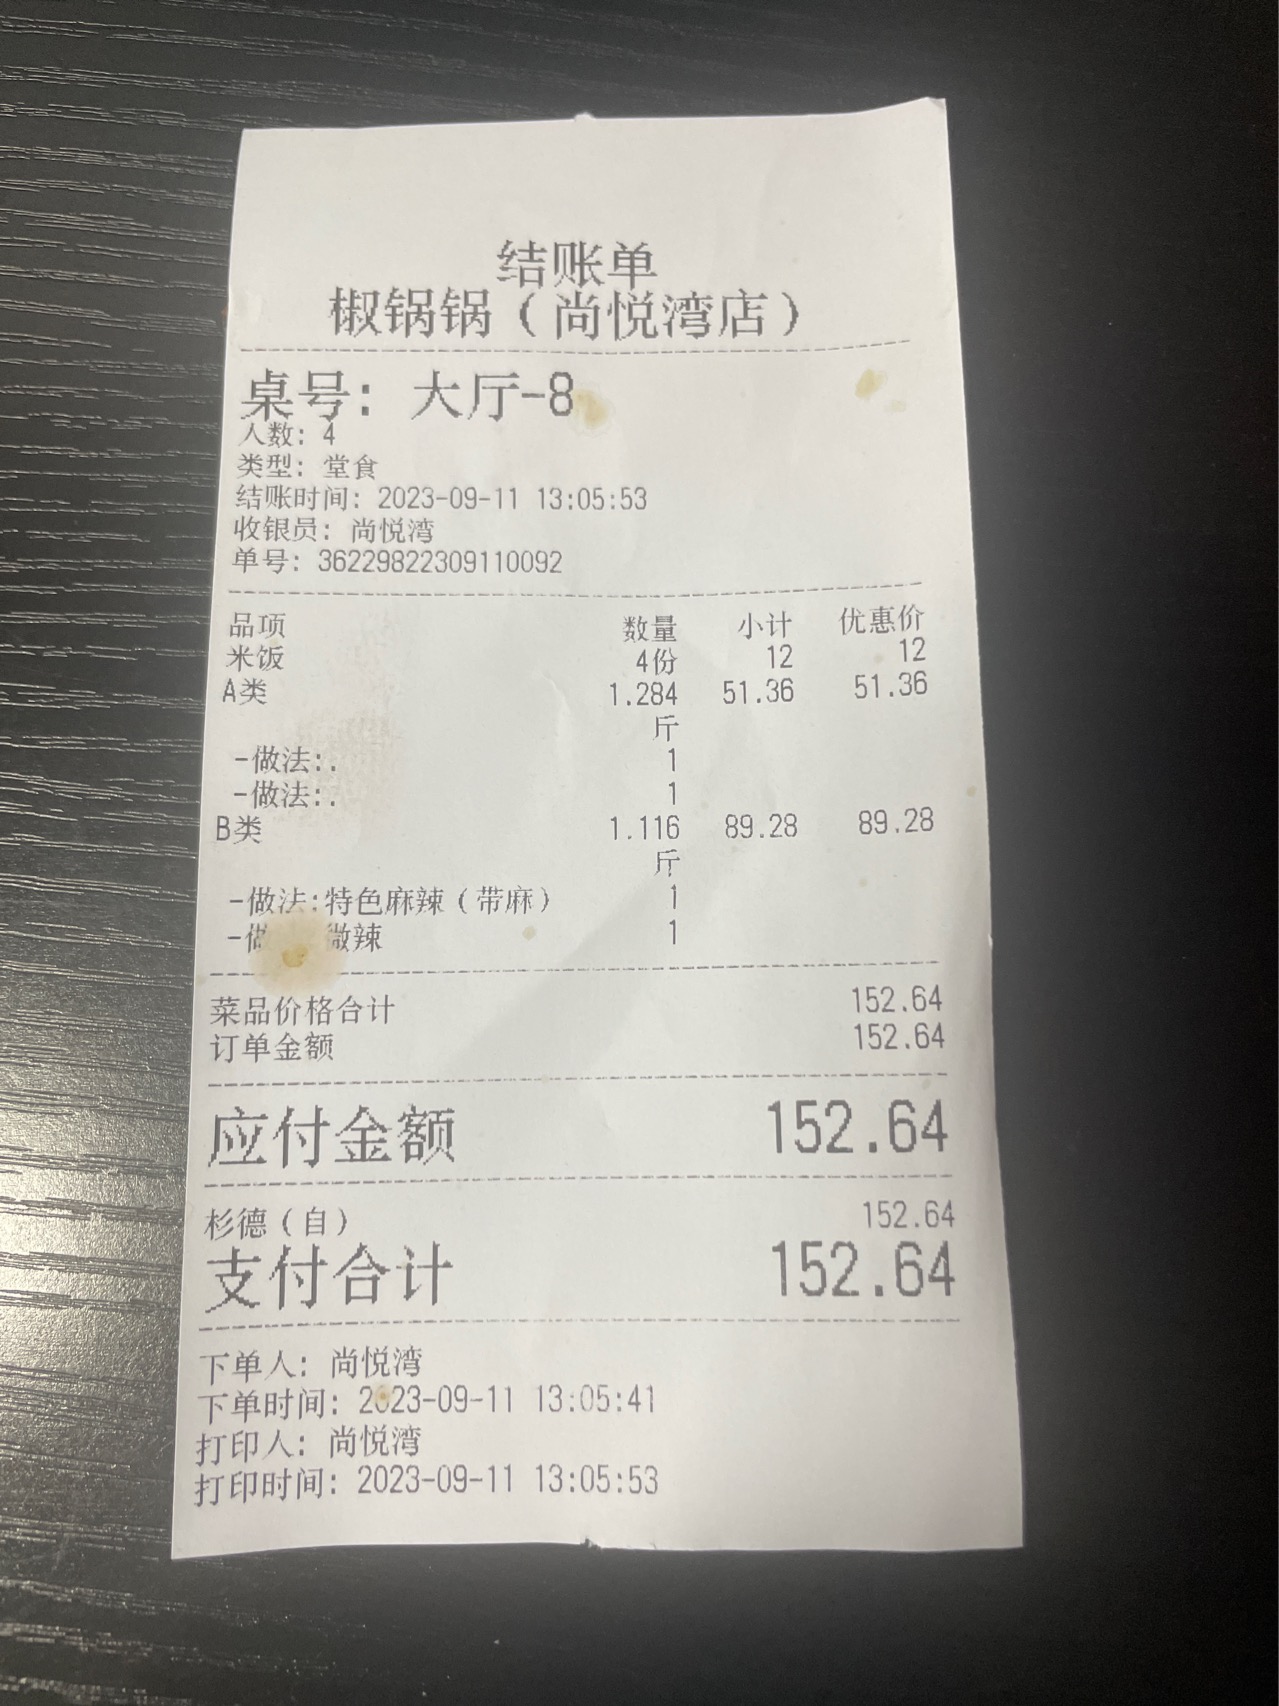 结账单
椒锅锅（尚悦湾店）
桌号：大厅-8
人数：4
类型：堂食
结账时间：2023-09-11 13:05:53
收银员：尚悦湾
单号：36229822309110092
品项 数量 小计 优惠价
米饭 4份 12 12
A类 1.284 51.36 51.36
斤
-做法:. 1
-做法:. 1
B类 1.116 89.28 89.28
斤
-做法:特色麻辣（带麻） 1
-做 微辣 1
菜品价格合计 152.64
订单金额 152.64
应付金额 152.64
杉德（自） 152.64
支付合计 152.64
下单人：尚悦湾
下单时间：2023-09-11 13:05:41
打印人：尚悦湾
打印时间：2023-09-11 13:05:53